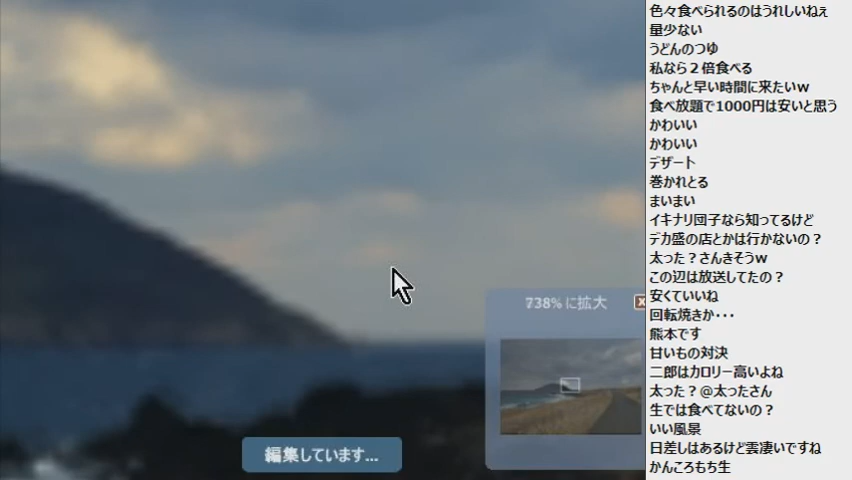 色々食べられるのはうれしいねぇ
量少ない
うどんのつゆ
私なら２倍食べる
ちゃんと早い時間に来たいｗ
食べ放題で1000円は安いと思う
かわいい
かわいい
デザート
巻かれとる
まいまい
イキナリ団子なら知ってるけど
デカ盛の店とかは行かないの？
太った？さんきそうｗ
この辺は放送してたの？
安くていいね
回転焼きか・・・
熊本です
甘いもの対決
二郎はカロリー高いよね
太った？＠太ったさん
生では食べてないの？
いい風景
日差しはあるけど雲凄いですね
かんころもち生
738% に拡大
編集しています...